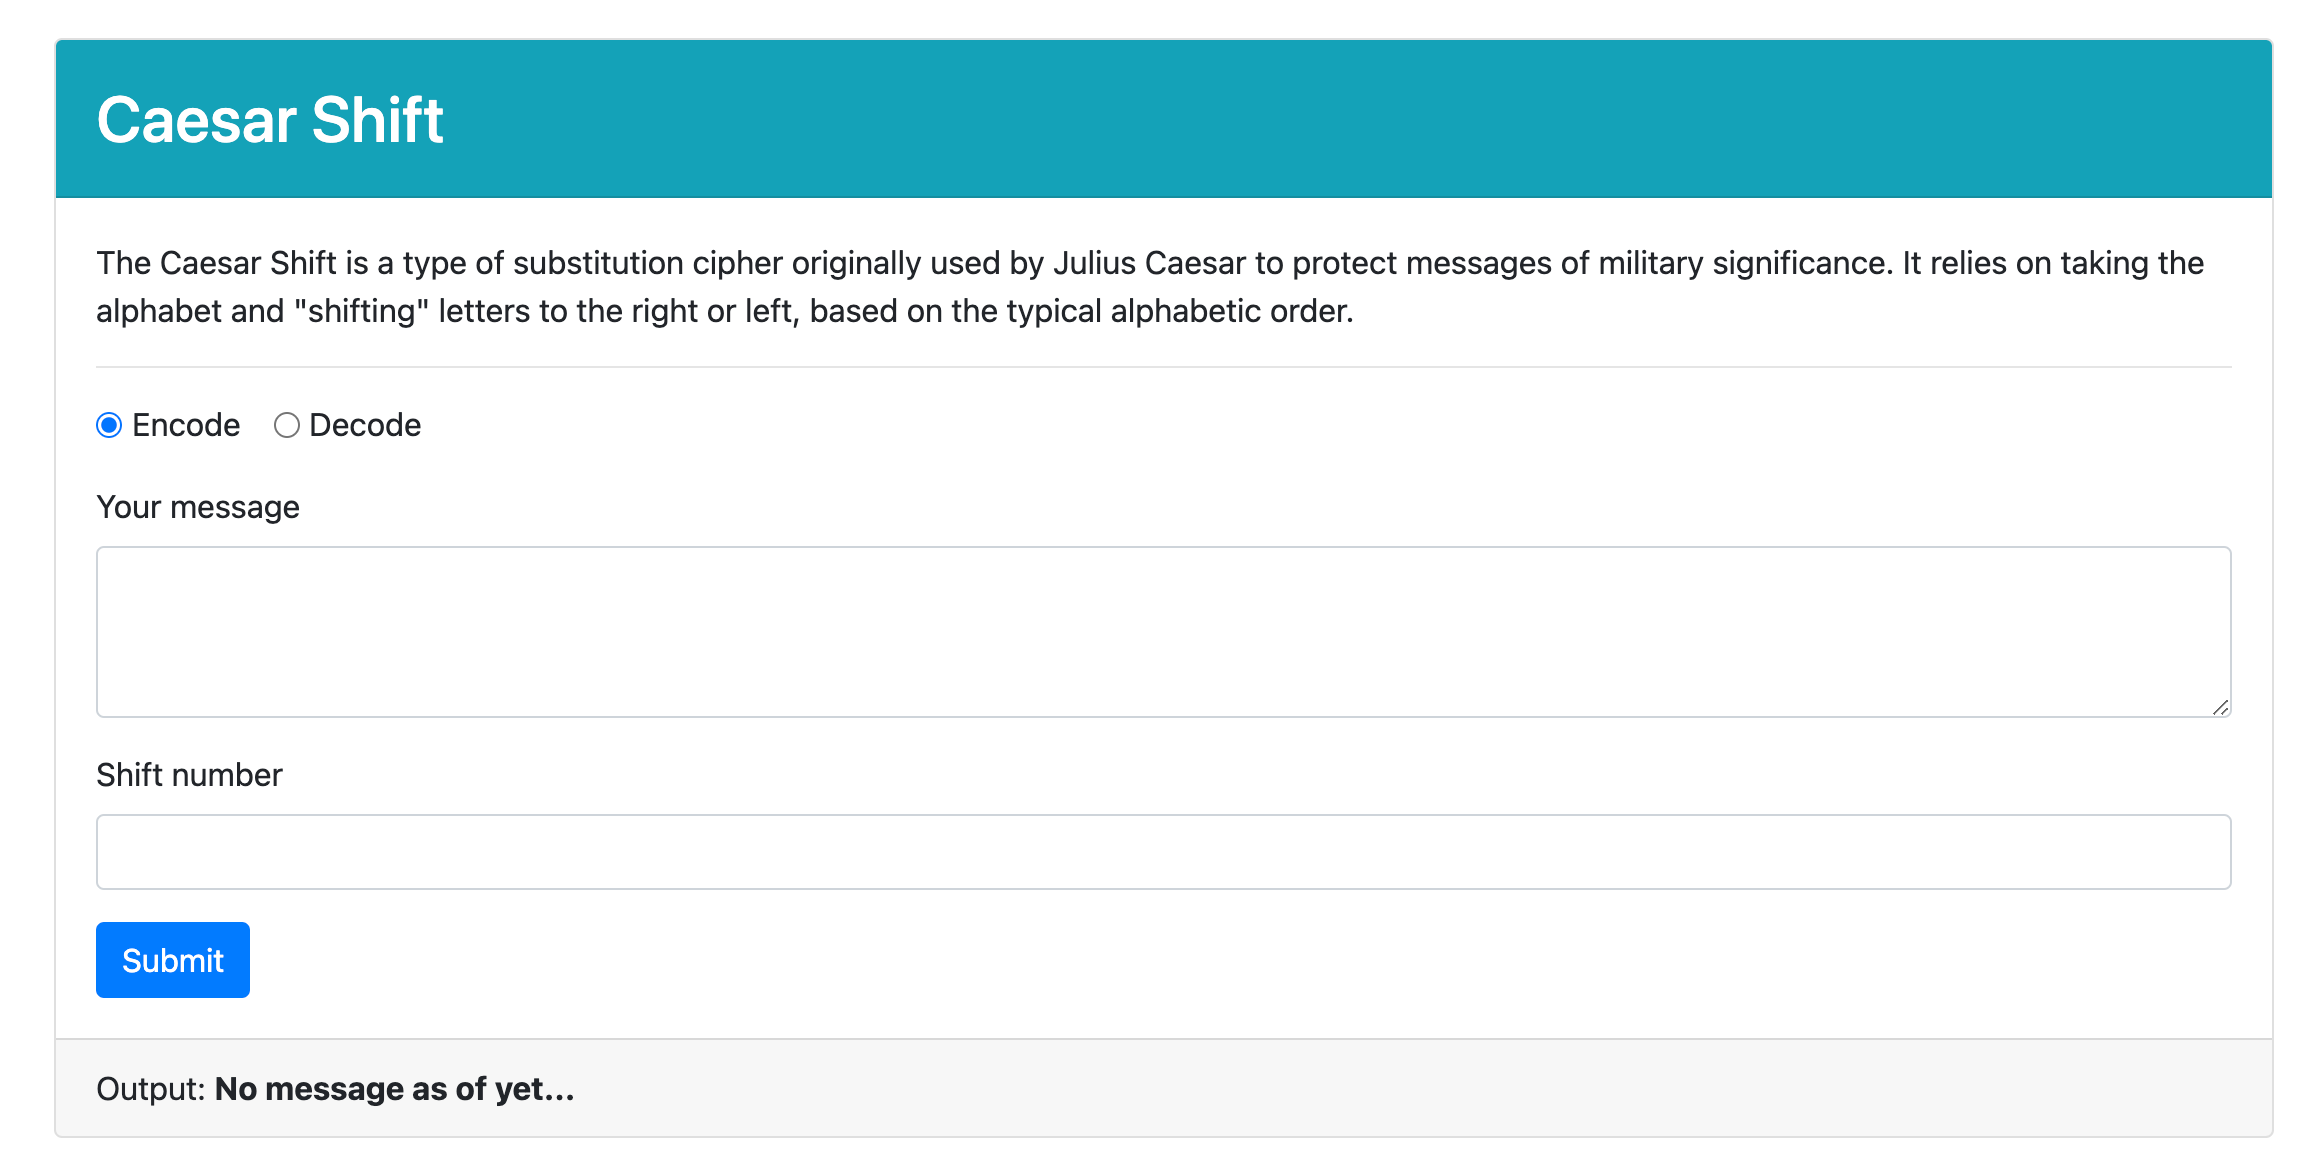 Caesar Shift
The Caesar Shift is a type of substitution cipher originally used by Julius Caesar to protect messages of military significance. It relies on taking the
alphabet and "shifting" letters to the right or left, based on the typical alphabetic order.
Encode Decode
Your message
Shift number
Submit
Output: No message as of yet...